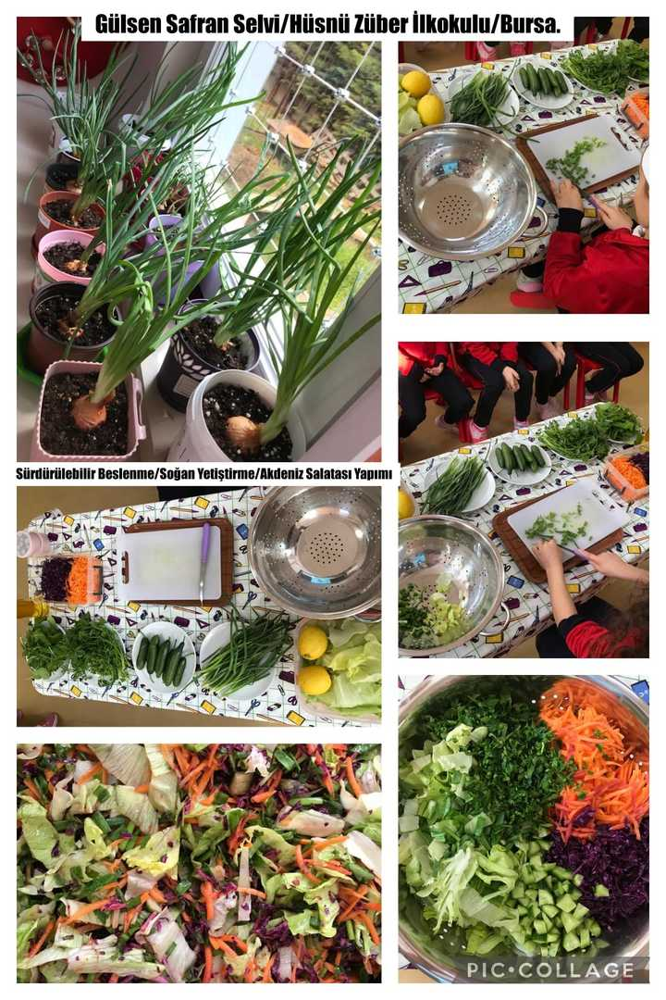 Gülsen Safran Selvi/Hüsnü Züber İlkokulu/Bursa.
Sürdürülebilir Beslenme/Soğan Yetiştirme/Akdeniz Salatası Yapımı
PIC•COLLAGE